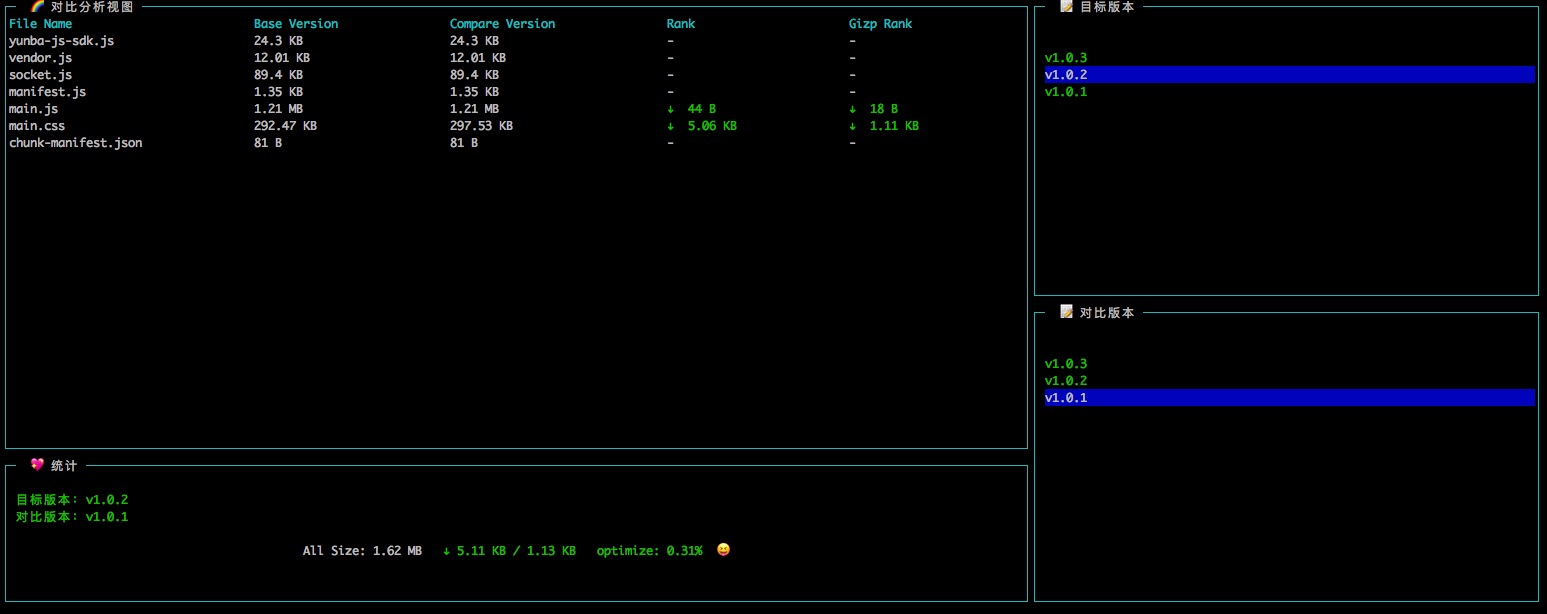 🌈 对比分析视图
File Name Base Version Compare Version Rank Gizp Rank
yunba-js-sdk.js 24.3 KB 24.3 KB - -
vendor.js 12.01 KB 12.01 KB - -
socket.js 89.4 KB 89.4 KB - -
manifest.js 1.35 KB 1.35 KB - -
main.js 1.21 MB 1.21 MB ↓ 44 B ↓ 18 B
main.css 292.47 KB 297.53 KB ↓ 5.06 KB ↓ 1.11 KB
chunk-manifest.json 81 B 81 B - -
💖 统计
目标版本: v1.0.2
对比版本: v1.0.1
All Size: 1.62 MB ↓ 5.11 KB / 1.13 KB optimize: 0.31% 😝
📝 目标版本
v1.0.3
v1.0.2
v1.0.1
📝 对比版本
v1.0.3
v1.0.2
v1.0.1